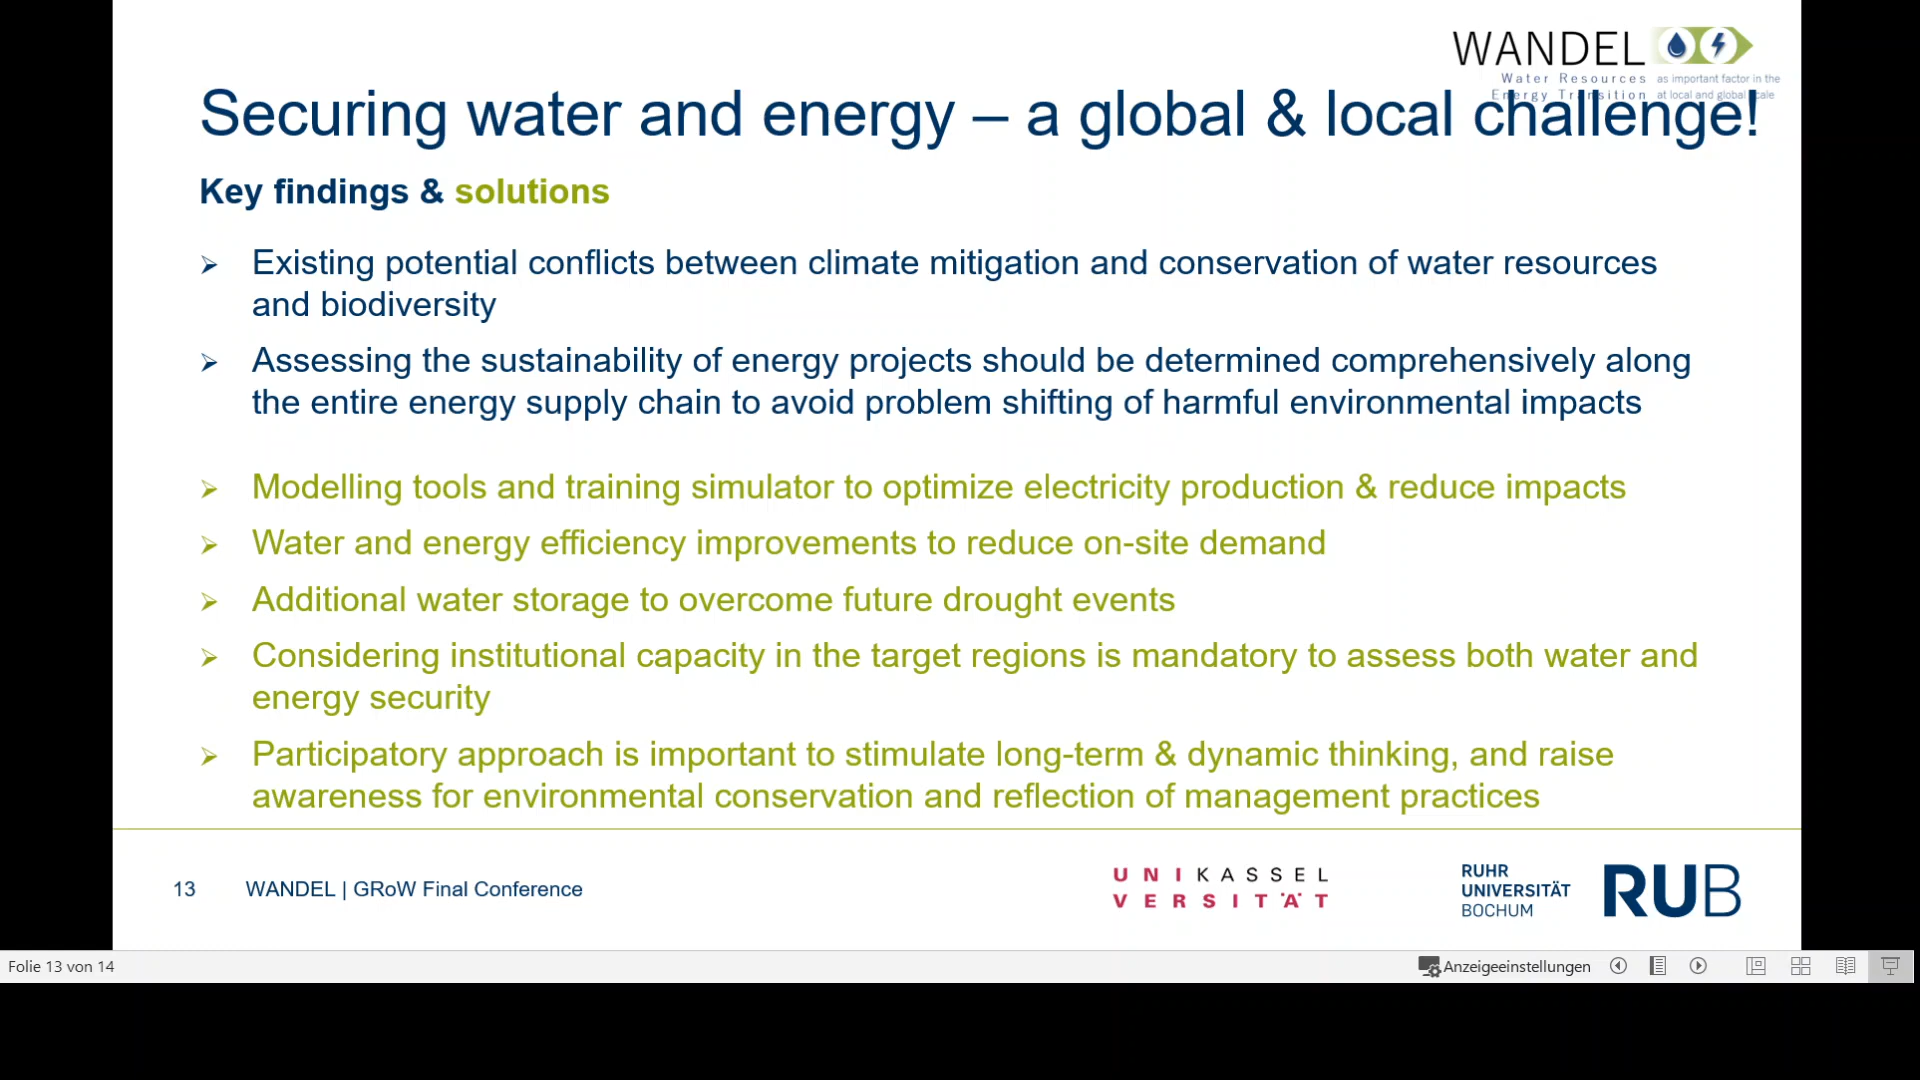 WANDEL
Water Resources as important factor in the
Energy Transition at local and global scale
Securing water and energy – a global & local challenge!
Key findings & solutions
➢ Existing potential conflicts between climate mitigation and conservation of water resources
and biodiversity
➢ Assessing the sustainability of energy projects should be determined comprehensively along
the entire energy supply chain to avoid problem shifting of harmful environmental impacts
➢ Modelling tools and training simulator to optimize electricity production & reduce impacts
➢ Water and energy efficiency improvements to reduce on-site demand
➢ Additional water storage to overcome future drought events
➢ Considering institutional capacity in the target regions is mandatory to assess both water and
energy security
➢ Participatory approach is important to stimulate long-term & dynamic thinking, and raise
awareness for environmental conservation and reflection of management practices
13 WANDEL | GRoW Final Conference
UNIKASSEL
VERSITÄT
RUHR
UNIVERSITÄT
BOCHUM
RUB
Folie 13 von 14
Anzeigeeinstellungen